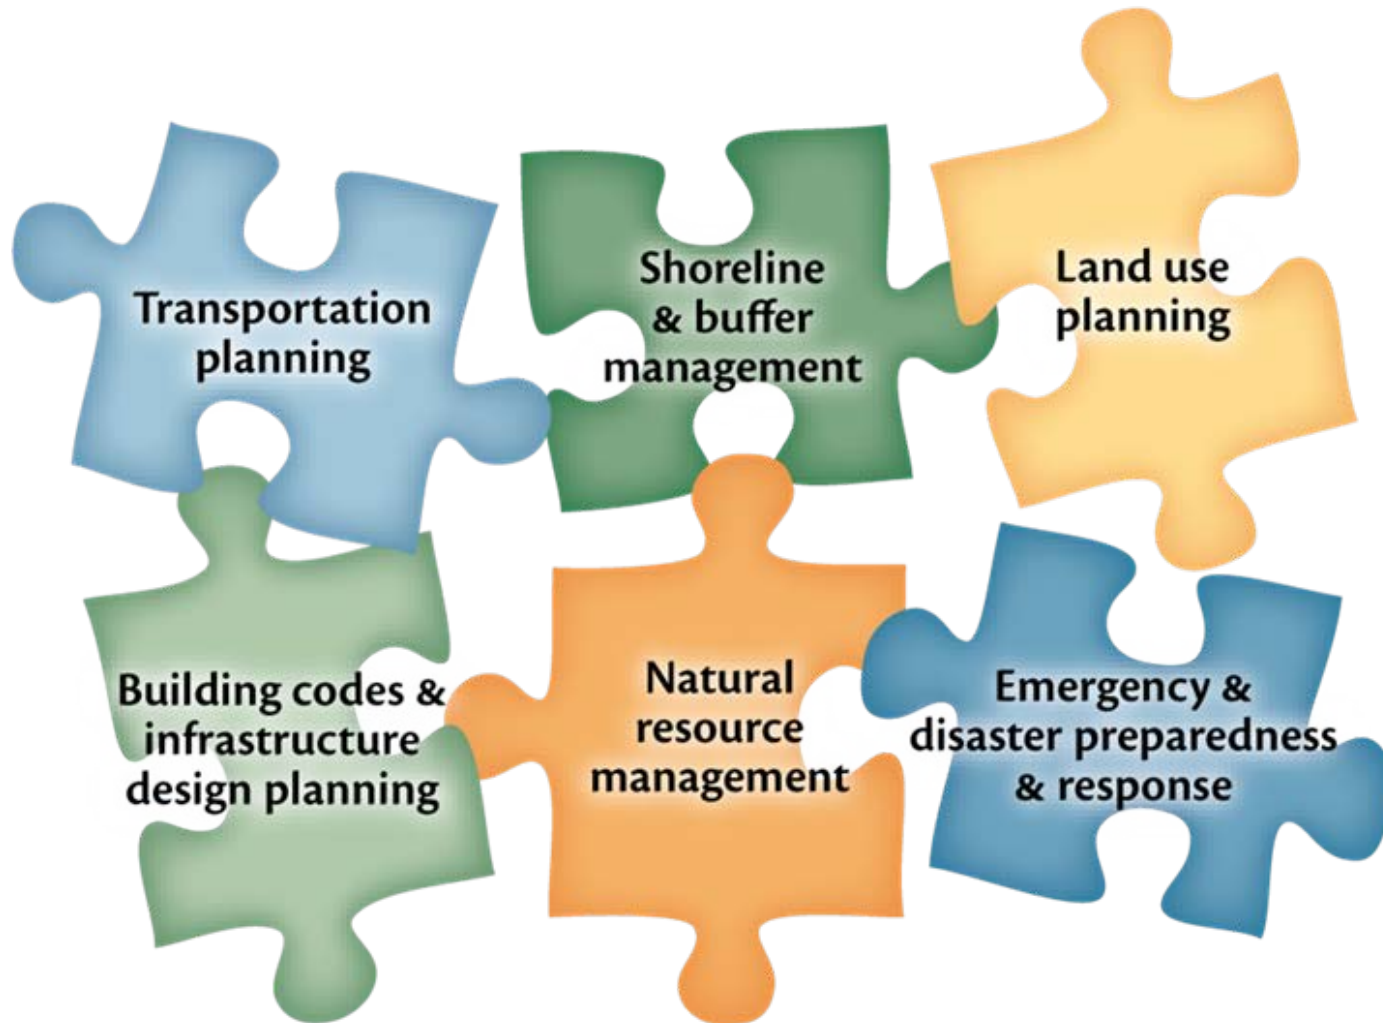 Transportation
planning
Shoreline
& buffer
management
Land use
planning
Building codes &
infrastructure
design planning
Natural
resource
management
Emergency &
disaster preparedness
& response